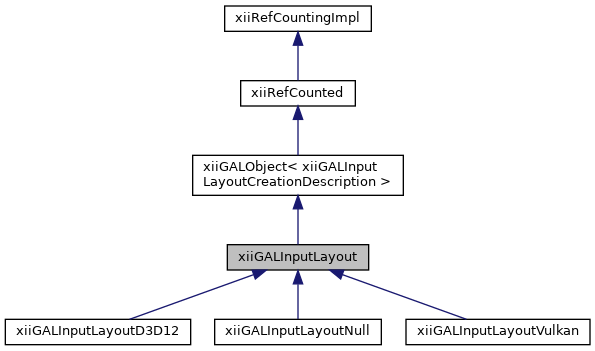 xiiRefCountingImpl
xiiRefCounted
xiiGALObject< xiiGALInput
LayoutCreationDescription >
xiiGALInputLayout
xiiGALInputLayoutD3D12
xiiGALInputLayoutNull
xiiGALInputLayoutVulkan